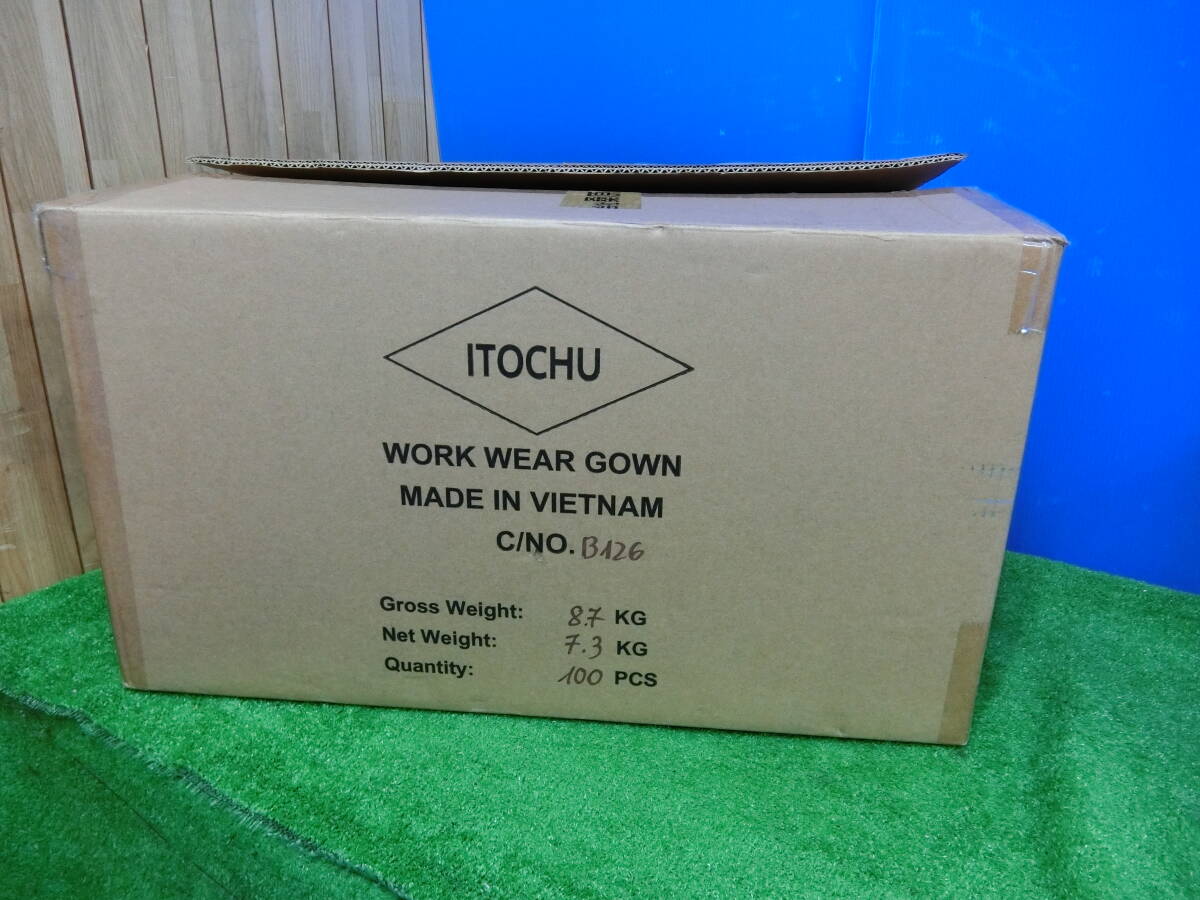 ITOCHU
WORK WEAR GOWN
MADE IN VIETNAM
C/NO. B126
Gross Weight: 8.7 KG
Net Weight: 7.3 KG
Quantity: 100 PCS